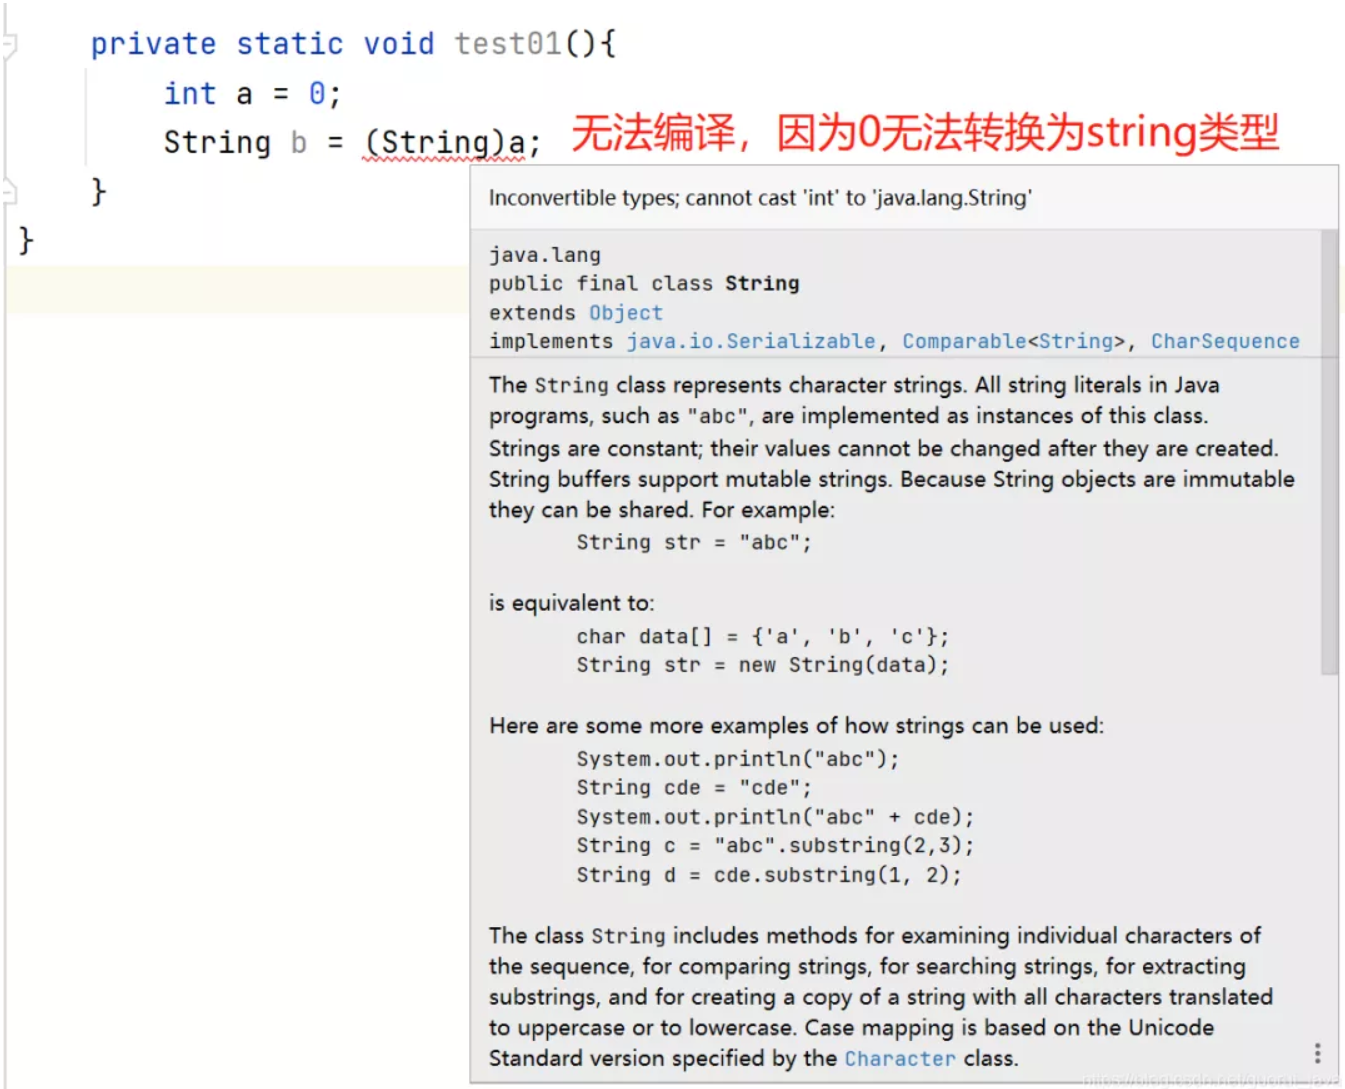 private static void test01(){
int a = 0;
String b = (String)a; 无法编译，因为0无法转换为string类型
}
}
Inconvertible types; cannot cast 'int' to 'java.lang.String'
java.lang
public final class String
extends Object
implements java.io.Serializable, Comparable<String>, CharSequence
The String class represents character strings. All string literals in Java
programs, such as "abc", are implemented as instances of this class.
Strings are constant; their values cannot be changed after they are created.
String buffers support mutable strings. Because String objects are immutable
they can be shared. For example:
String str = "abc";
is equivalent to:
char data[] = {'a', 'b', 'c'};
String str = new String(data);
Here are some more examples of how strings can be used:
System.out.println("abc");
String cde = "cde";
System.out.println("abc" + cde);
String c = "abc".substring(2,3);
String d = cde.substring(1, 2);
The class String includes methods for examining individual characters of
the sequence, for comparing strings, for searching strings, for extracting
substrings, and for creating a copy of a string with all characters translated
to uppercase or to lowercase. Case mapping is based on the Unicode
Standard version specified by the Character class.